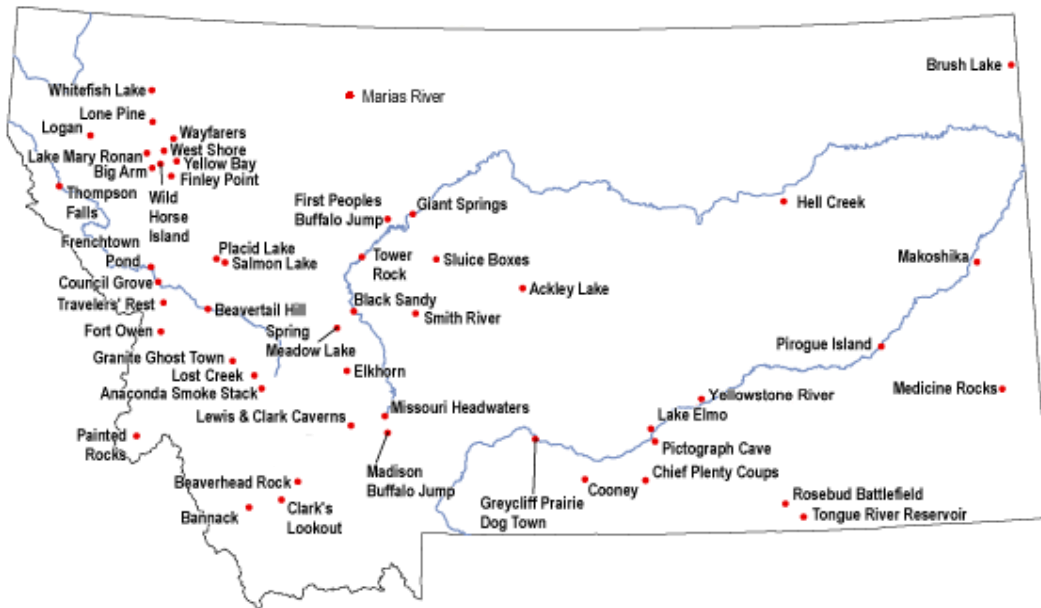 Brush Lake
Whitefish Lake
Marias River
Lone Pine
Logan
Wayfarers
West Shore
Lake Mary Ronan
Yellow Bay
Big Arm
Finley Point
Thompson
Falls
Wild
Horse
Island
First Peoples
Buffalo Jump
Giant Springs
Hell Creek
Frenchtown
Pond
Placid Lake
Salmon Lake
Tower
Rock
Sluice Boxes
Makoshika
Council Grove
Ackley Lake
Travelers' Rest
Beavertail Hill
Black Sandy
Smith River
Fort Owen
Spring
Meadow Lake
Pirogue Island
Granite Ghost Town
Lost Creek
Elkhorn
Anaconda Smoke Stack
Medicine Rocks
Yellowstone River
Missouri Headwaters
Lewis & Clark Caverns
Lake Elmo
Painted
Rocks
Pictograph Cave
Madison
Buffalo Jump
Chief Plenty Coups
Beaverhead Rock
Cooney
Greycliff Prairie
Dog Town
Clark's
Lookout
Bannack
Rosebud Battlefield
Tongue River Reservoir